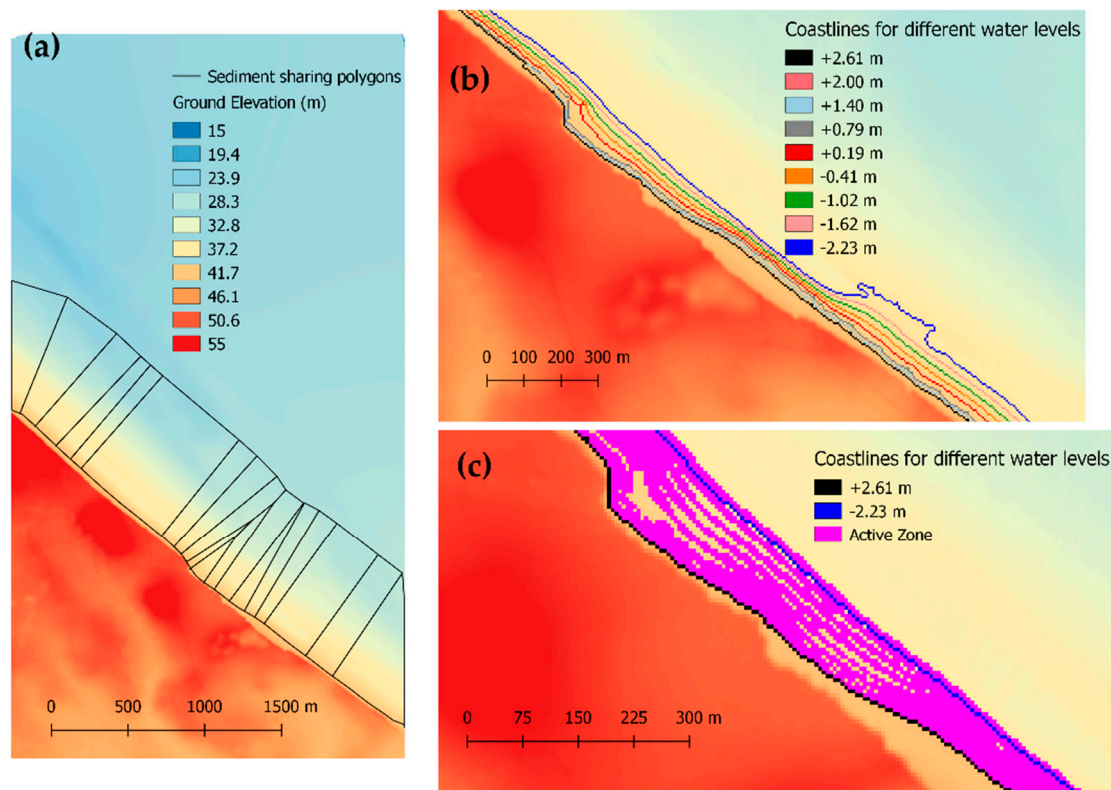 (a)
Sediment sharing polygons
Ground Elevation (m)
15
19.4
23.9
28.3
32.8
37.2
41.7
46.1
50.6
55
0 500 1000 1500 m
(b)
Coastlines for different water levels
+2.61 m
+2.00 m
+1.40 m
+0.79 m
+0.19 m
-0.41 m
-1.02 m
-1.62 m
-2.23 m
0 100 200 300 m
(c)
Coastlines for different water levels
+2.61 m
-2.23 m
Active Zone
0 75 150 225 300 m